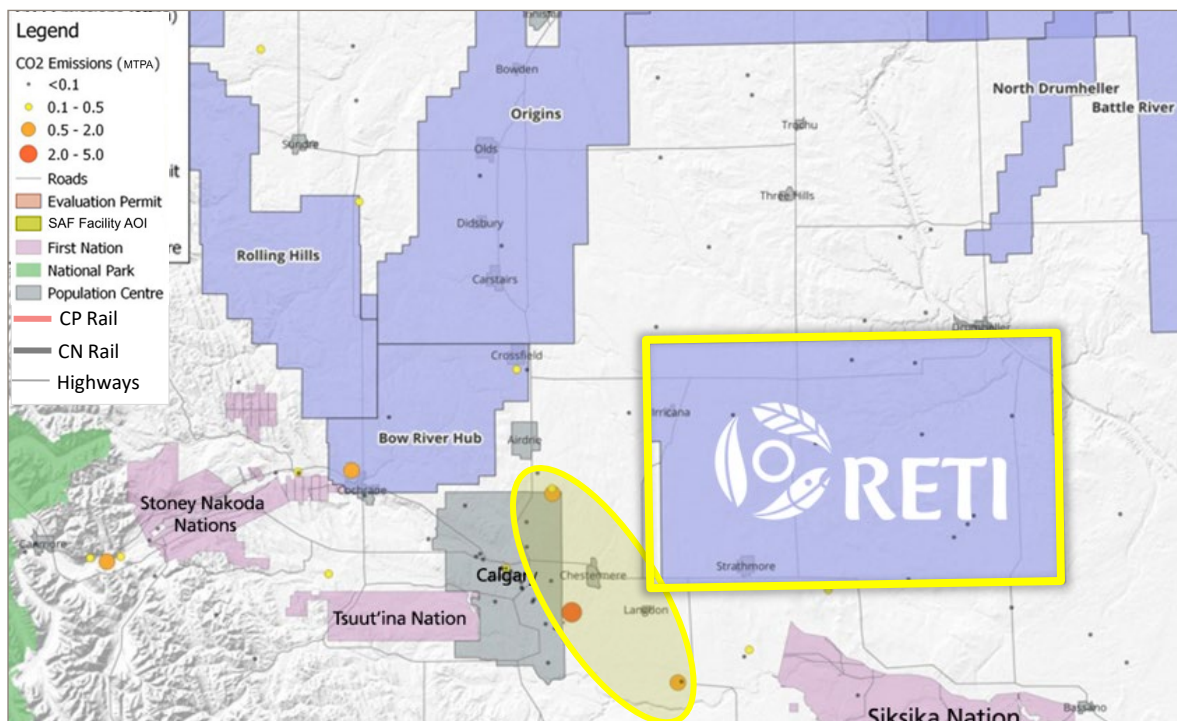 Legend
CO2 Emissions (MTPA)
<0.1
0.1 - 0.5
0.5 - 2.0
2.0 - 5.0
Roads
Evaluation Permit
SAF Facility AOI
First Nation
National Park
Population Centre
CP Rail
CN Rail
Highways
Innisfail
Bowden
Origins
North Drumheller
Battle River
Sundre
Olds
Trochu
Three Hills
Didsbury
Rolling Hills
Carstairs
Drumheller
Crossfield
Irricana
Bow River Hub
Airdrie
Cochrane
Stoney Nakoda
Nations
RETI
Canmore
Calgary
Chestermere
Strathmore
Langdon
Tsuut'ina Nation
Siksika Nation
Bassano